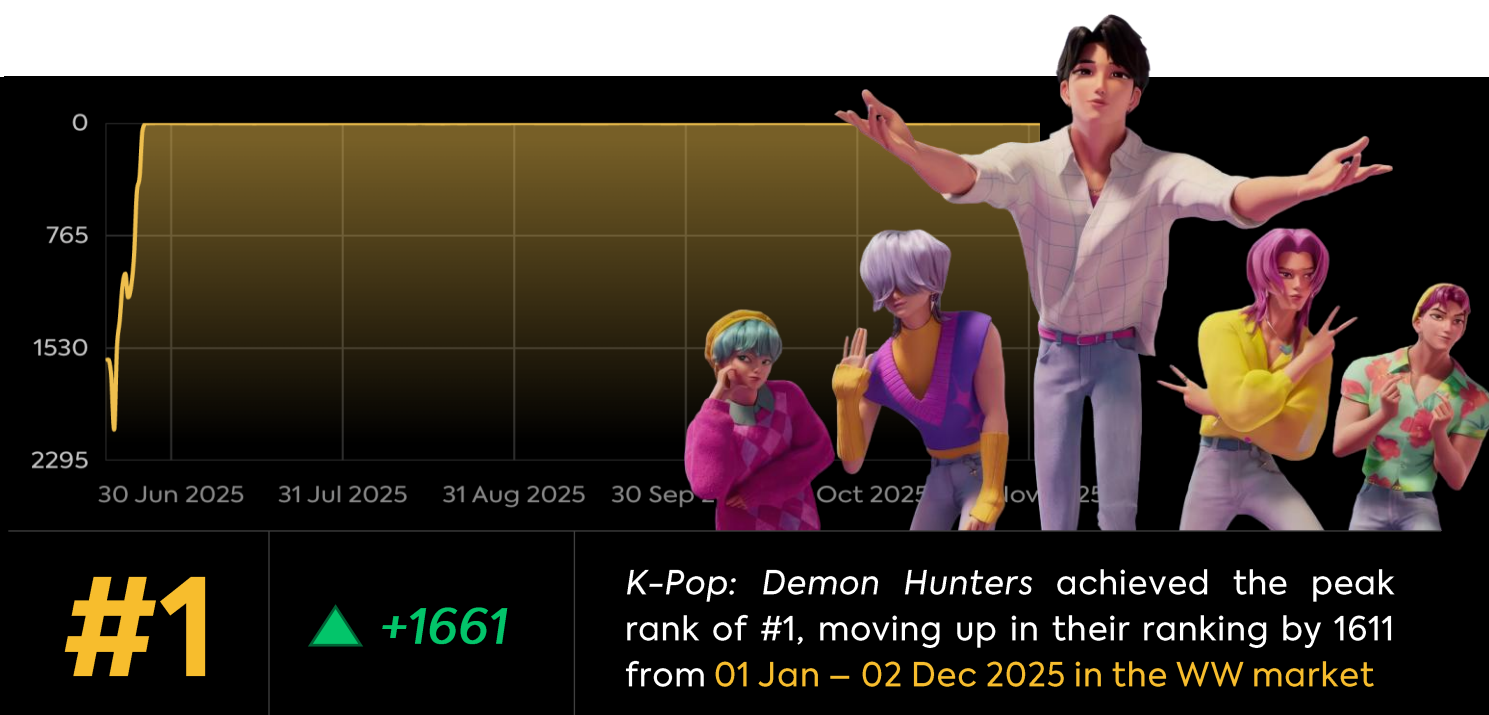 0
765
1530
2295
30 Jun 2025 31 Jul 2025 31 Aug 2025 30 Sep Oct 2025
#1
+1661
K-Pop: Demon Hunters achieved the peak
rank of #1, moving up in their ranking by 1611
from 01 Jan – 02 Dec 2025 in the WW market